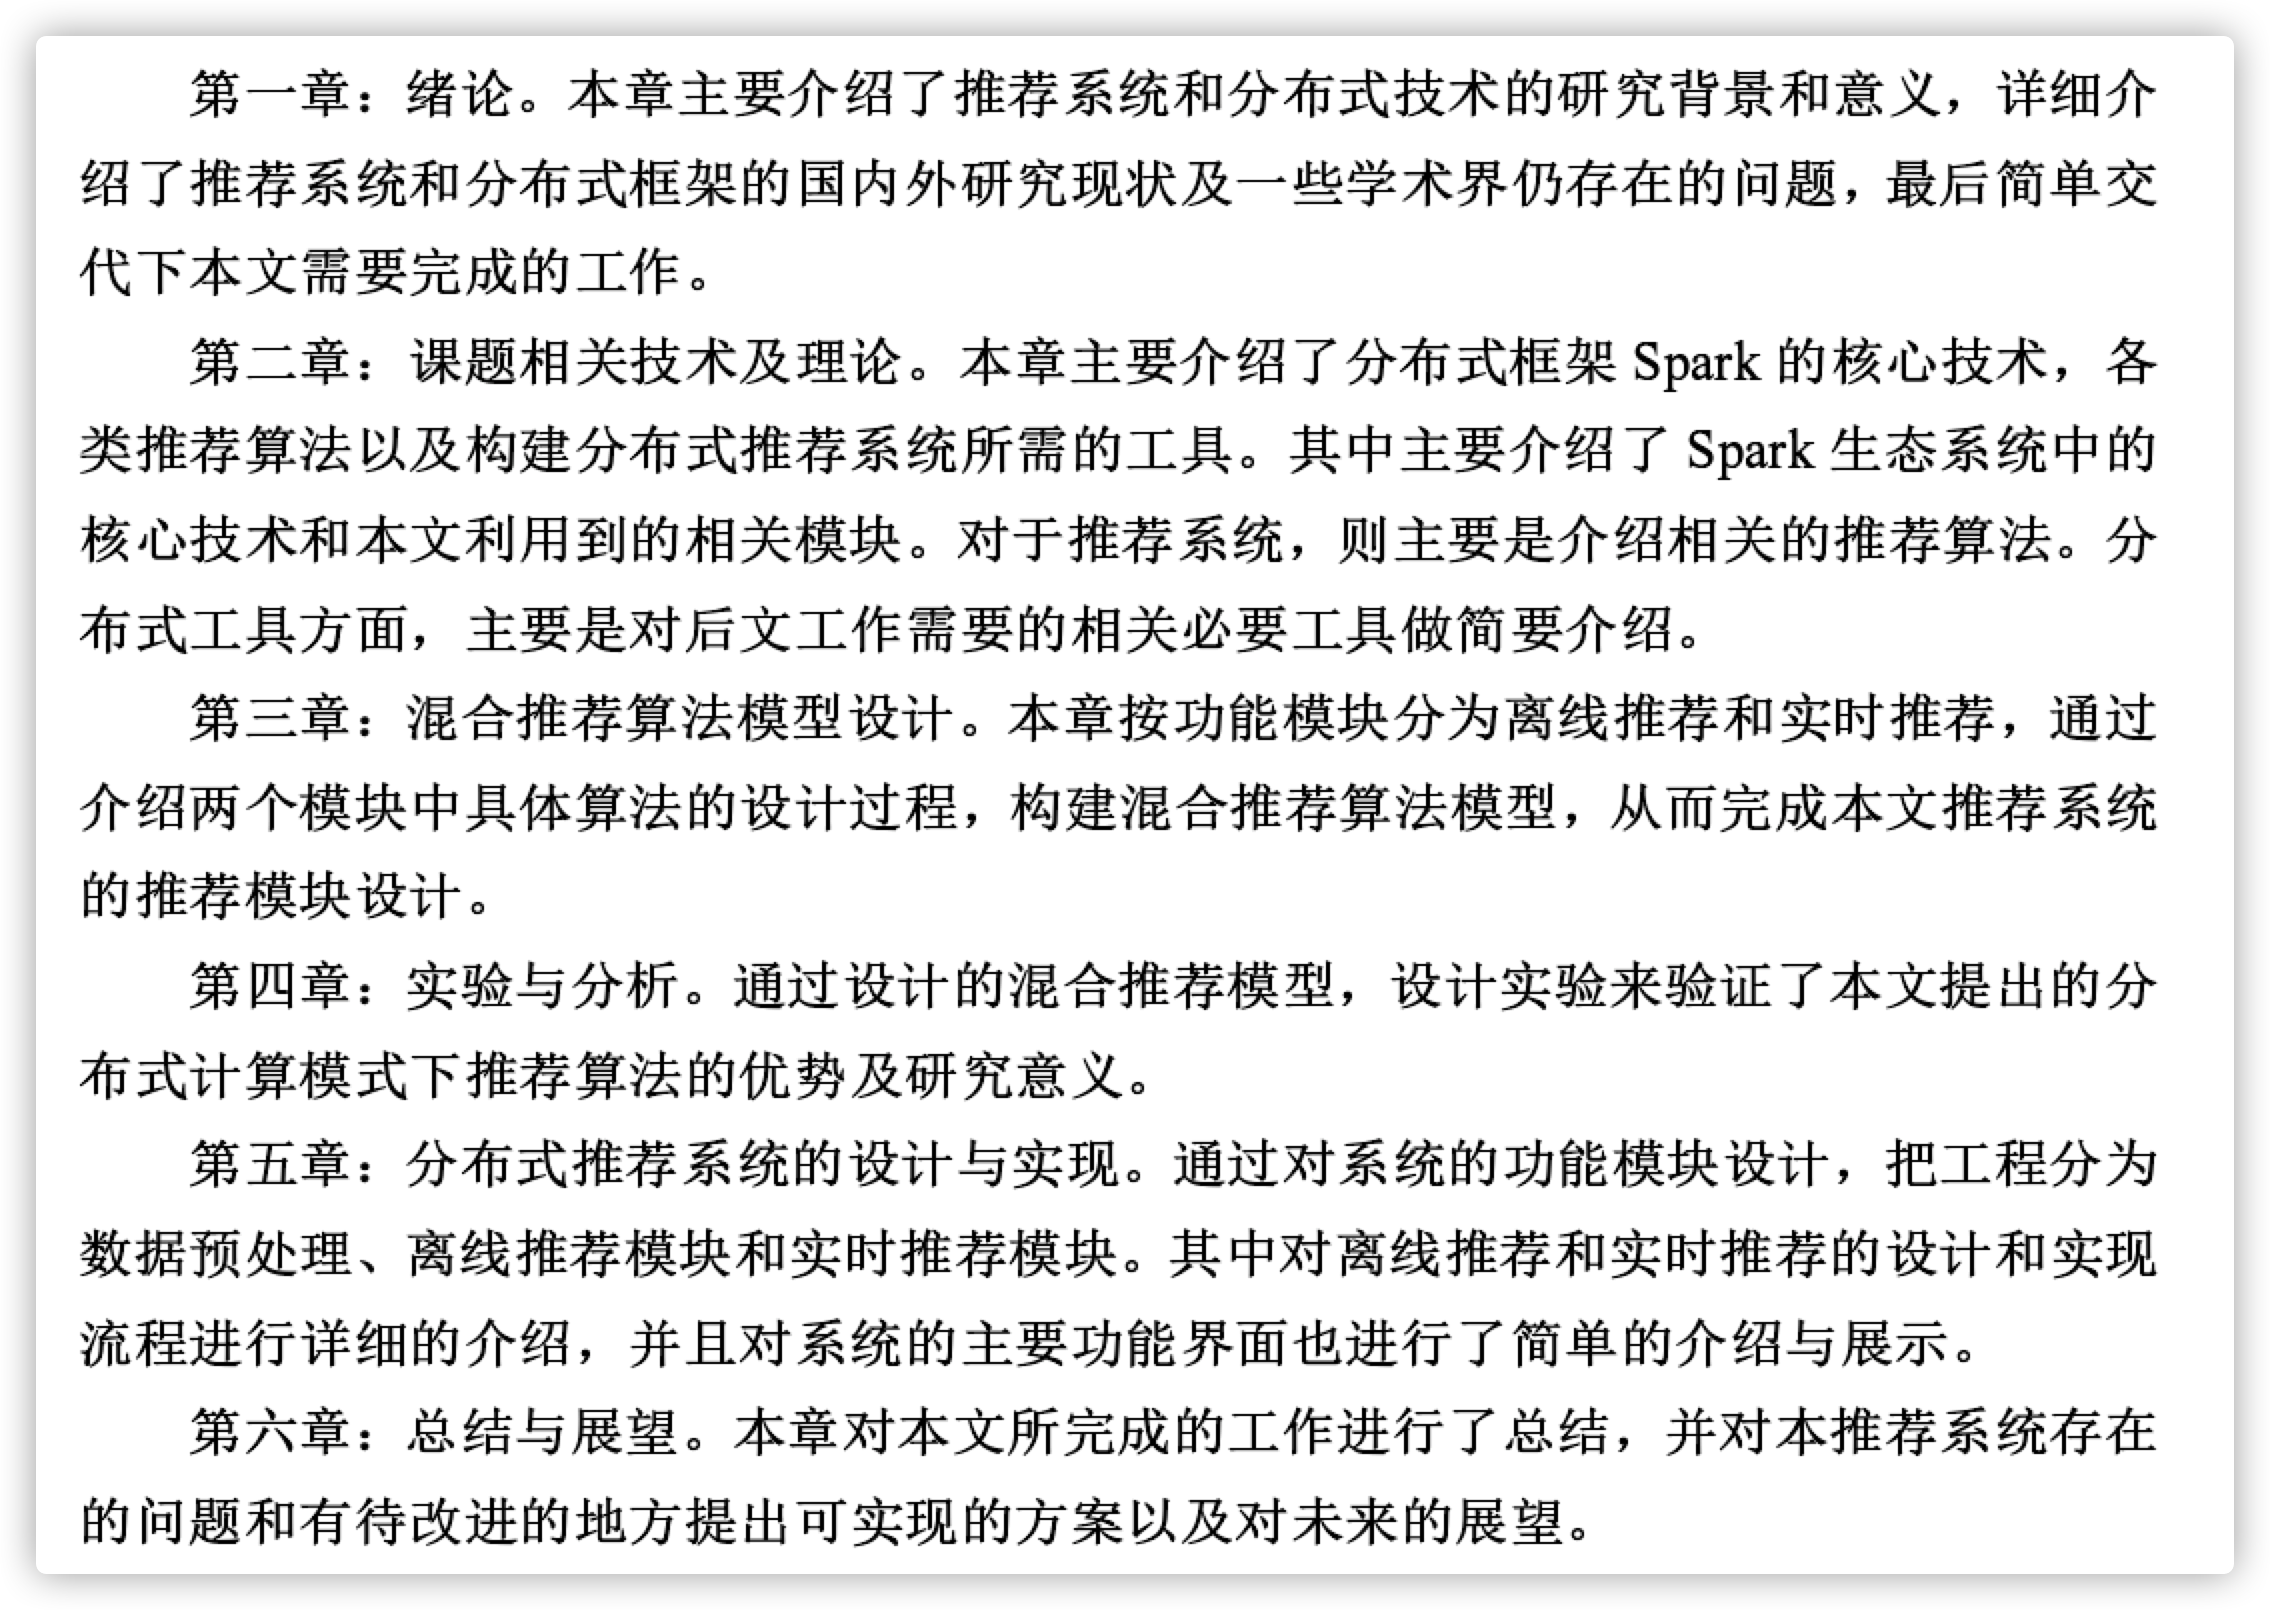 第一章：绪论。本章主要介绍了推荐系统和分布式技术的研究背景和意义，详细介
绍了推荐系统和分布式框架的国内外研究现状及一些学术界仍存在的问题，最后简单交
代下本文需要完成的工作。
第二章：课题相关技术及理论。本章主要介绍了分布式框架 Spark 的核心技术，各
类推荐算法以及构建分布式推荐系统所需的工具。其中主要介绍了 Spark 生态系统中的
核心技术和本文利用到的相关模块。对于推荐系统，则主要是介绍相关的推荐算法。分
布式工具方面，主要是对后文工作需要的相关必要工具做简要介绍。
第三章：混合推荐算法模型设计。本章按功能模块分为离线推荐和实时推荐，通过
介绍两个模块中具体算法的设计过程，构建混合推荐算法模型，从而完成本文推荐系统
的推荐模块设计。
第四章：实验与分析。通过设计的混合推荐模型，设计实验来验证了本文提出的分
布式计算模式下推荐算法的优势及研究意义。
第五章：分布式推荐系统的设计与实现。通过对系统的功能模块设计，把工程分为
数据预处理、离线推荐模块和实时推荐模块。其中对离线推荐和实时推荐的设计和实现
流程进行详细的介绍，并且对系统的主要功能界面也进行了简单的介绍与展示。
第六章：总结与展望。本章对本文所完成的工作进行了总结，并对本推荐系统存在
的问题和有待改进的地方提出可实现的方案以及对未来的展望。